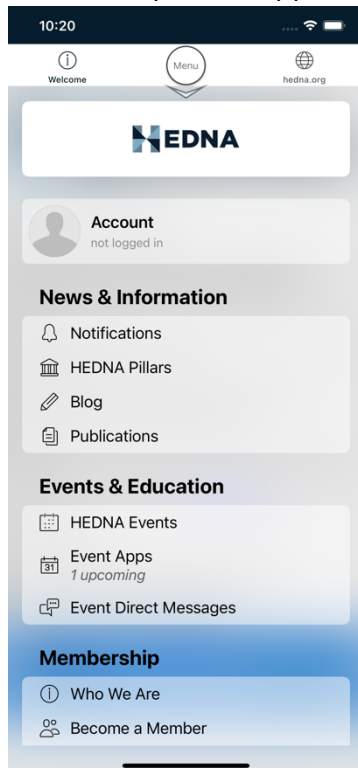 10:20
Welcome
Menu
hedna.org
HEDNA
Account
not logged in
News & Information
Notifications
HEDNA Pillars
Blog
Publications
Events & Education
HEDNA Events
31
Event Apps
1 upcoming
Event Direct Messages
Membership
Who We Are
Become a Member